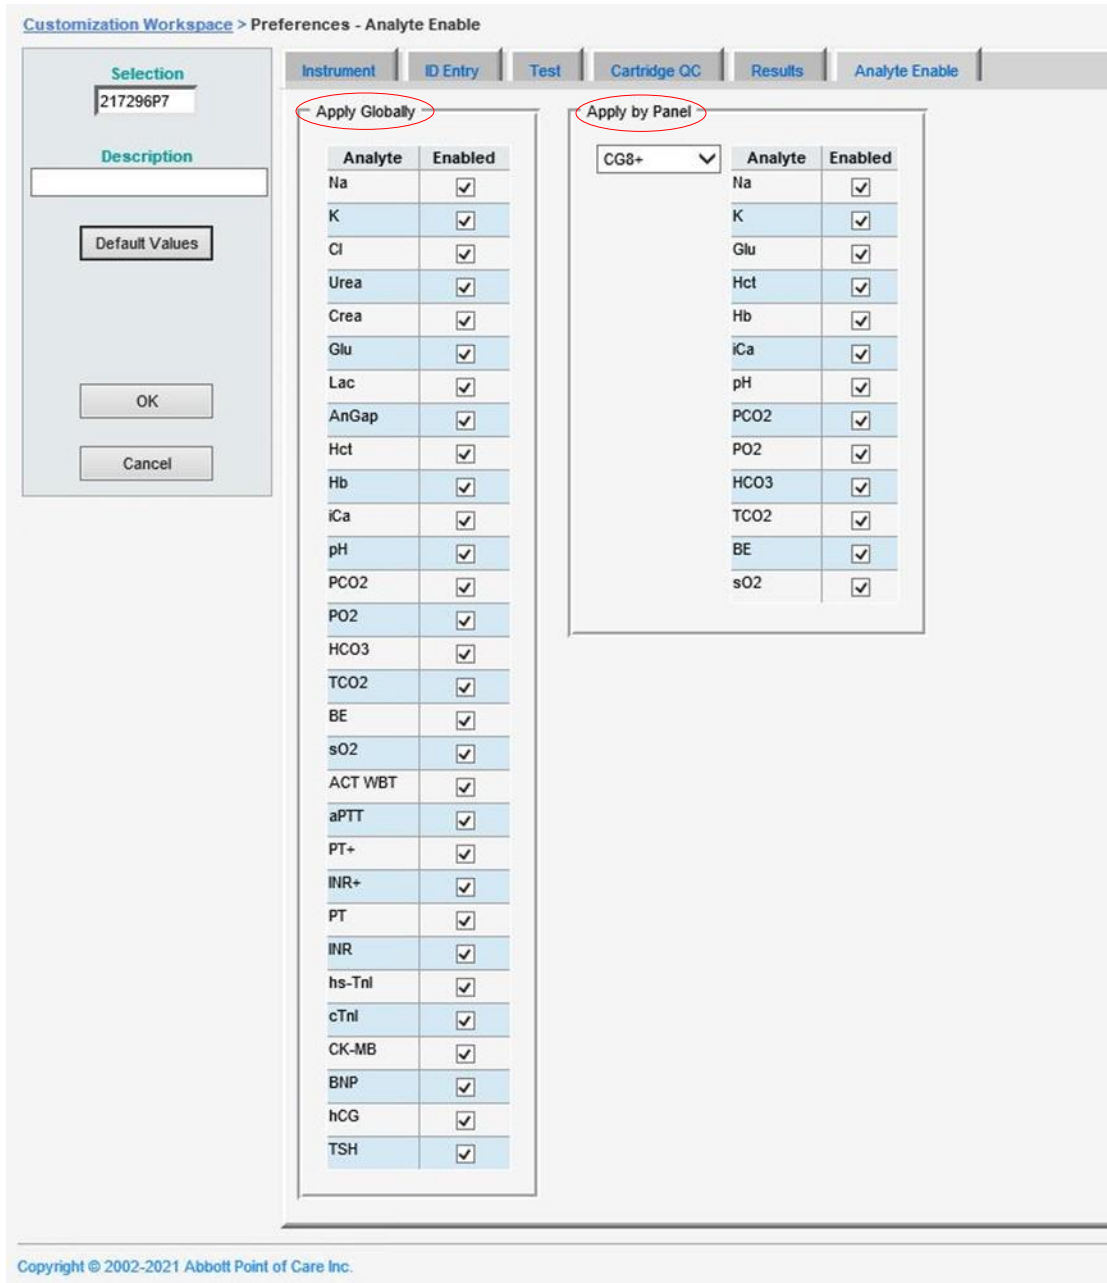 Customization Workspace > Preferences - Analyte Enable
Selection
217296P7
Description
Default Values
OK
Cancel
Instrument ID Entry Test Cartridge QC Results Analyte Enable
Apply Globally
Analyte Enabled
Na
K
Cl
Urea
Crea
Glu
Lac
AnGap
Hct
Hb
iCa
pH
PCO2
PO2
HCO3
TCO2
BE
sO2
ACT WBT
aPTT
PT+
INR+
PT
INR
hs-TnI
cTnI
CK-MB
BNP
hCG
TSH
Apply by Panel
CG8+ Analyte Enabled
Na
K
Glu
Hct
Hb
iCa
pH
PCO2
PO2
HCO3
TCO2
BE
sO2
Copyright © 2002-2021 Abbott Point of Care Inc.